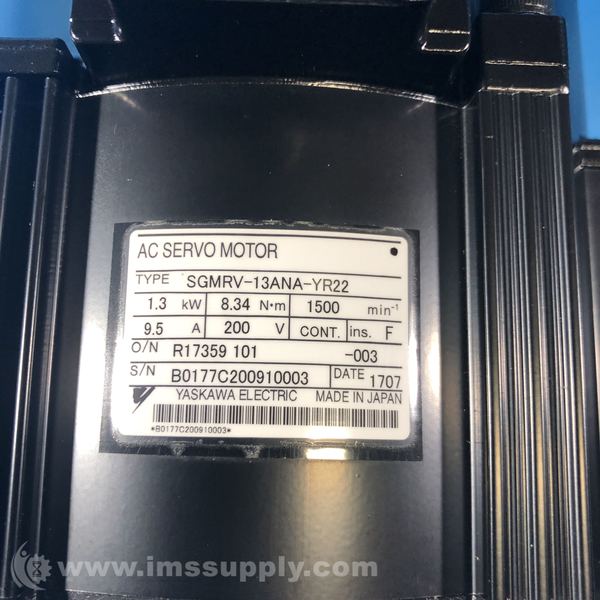 AC SERVO MOTOR
TYPE SGMRV-13ANA-YR22
1.3 kW 8.34 N·m 1500 min⁻¹
9.5 A 200 V CONT. ins. F
O/N R17359 101 -003
S/N B0177C200910003 DATE 1707
YASKAWA ELECTRIC MADE IN JAPAN
*B0177C200910003*
www.imssupply.com